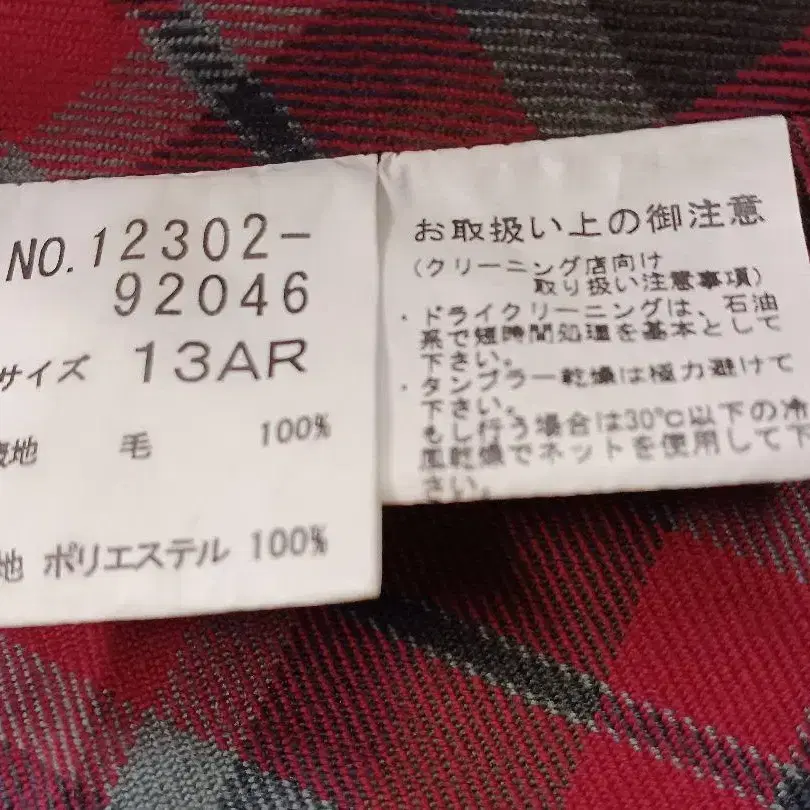 NO.12302-
92046
サイズ 13AR
表地 毛 100%
地 ポリエステル 100%
お取扱い上の御注意
(クリーニング店向け
取り扱い注意事項)
・ドライクリーニングは、石油
系で短時間処理を基本として
下さい。
・タンブラー乾燥は極力避けて
下さい。
もし行う場合は30℃以下の冷
風乾燥でネットを使用して下
さい。